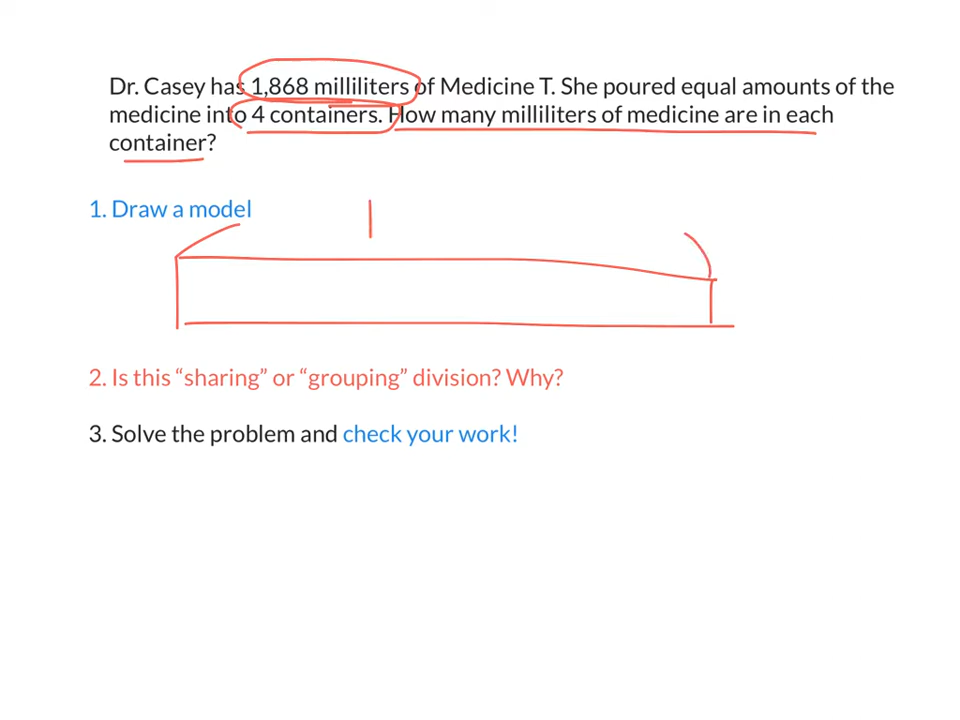 Dr. Casey has 1,868 milliliters of Medicine T. She poured equal amounts of the
medicine into 4 containers. How many milliliters of medicine are in each
container?
1. Draw a model
2. Is this “sharing” or “grouping” division? Why?
3. Solve the problem and check your work!